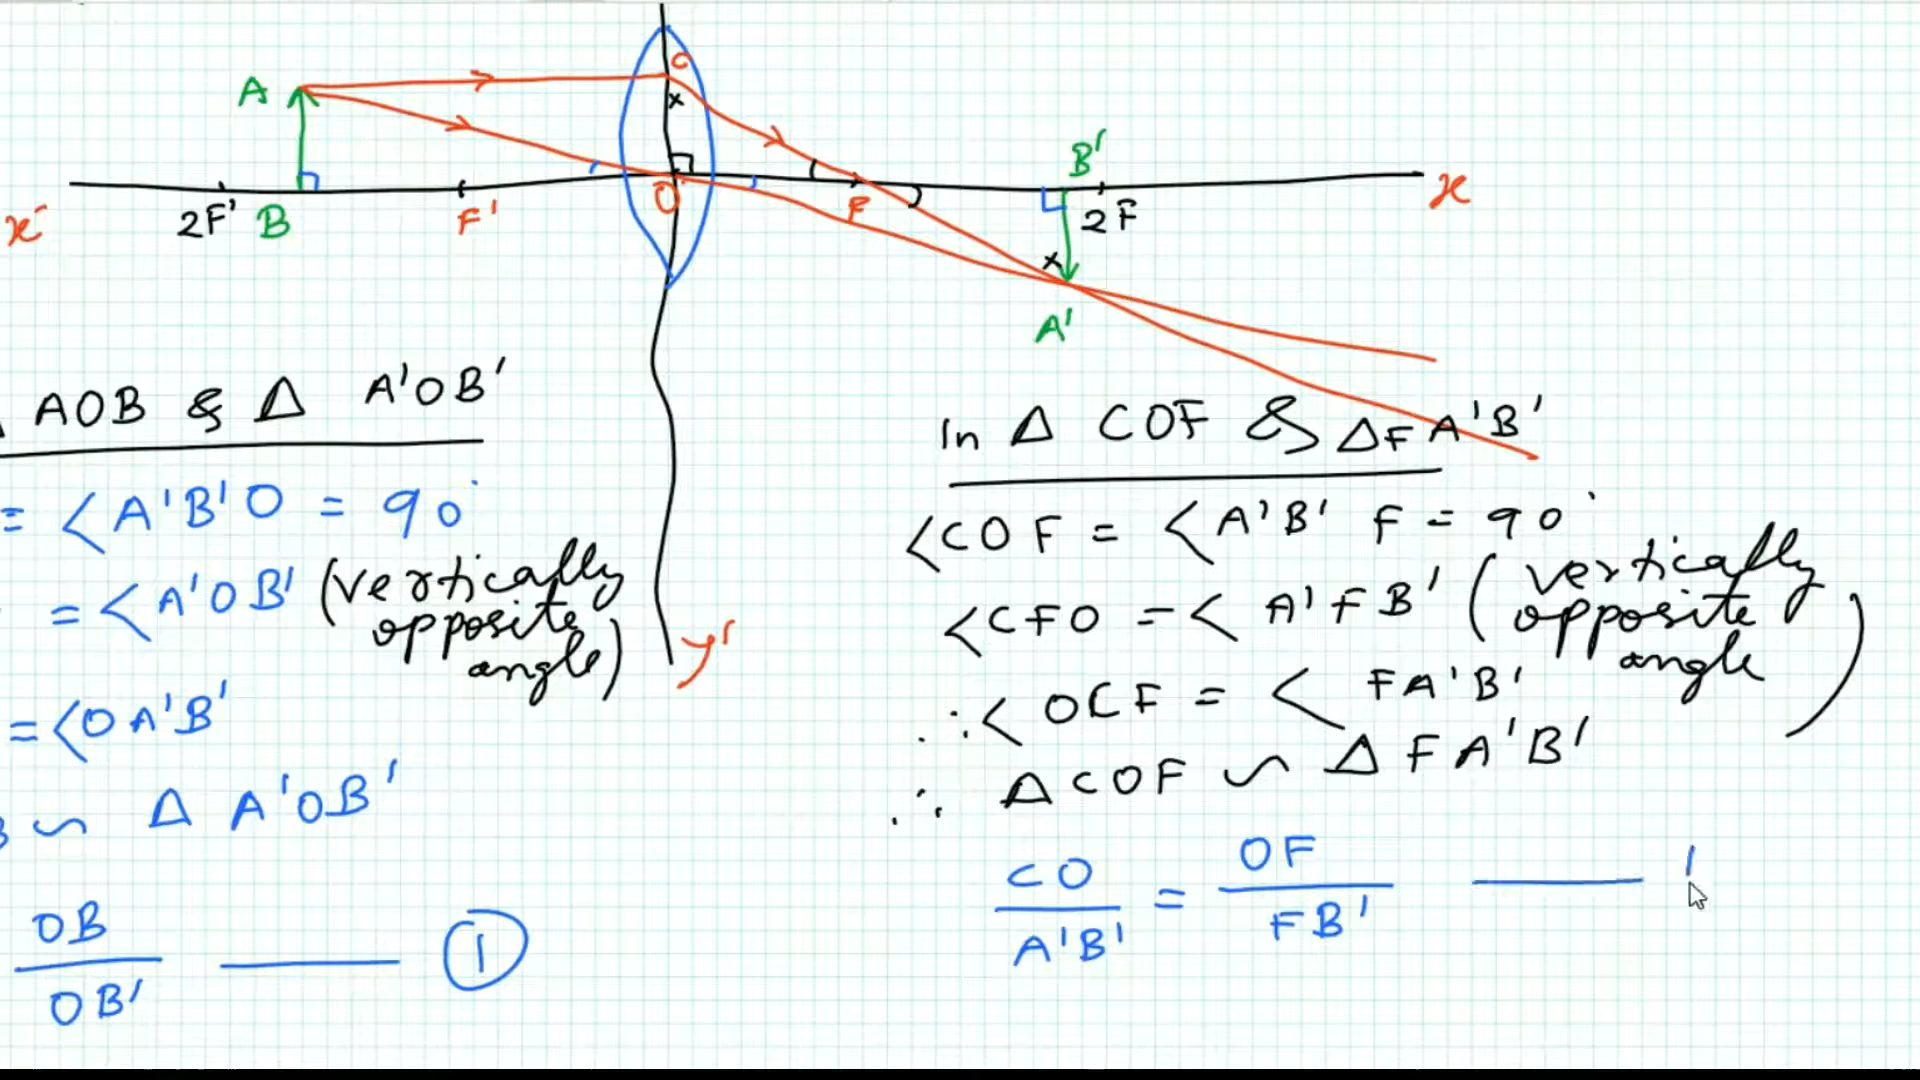 C
A
x
B'
x' 2F' B F' O F 2F x
x
A'
AOB & Δ A'OB'
= <A'B'O = 90°
= <A'OB' (vertically
opposite
angle)
= <OA'B'
∽ Δ A'OB'
OB
OB'
1
y'
In Δ COF & ΔFA'B'
<COF = <A'B'F = 90°
<CFO = <A'FB' (vertically
opposite
angle)
∴ < OCF = < FA'B'
∴ ΔCOF ∽ ΔFA'B'
CO = OF
A'B' FB'